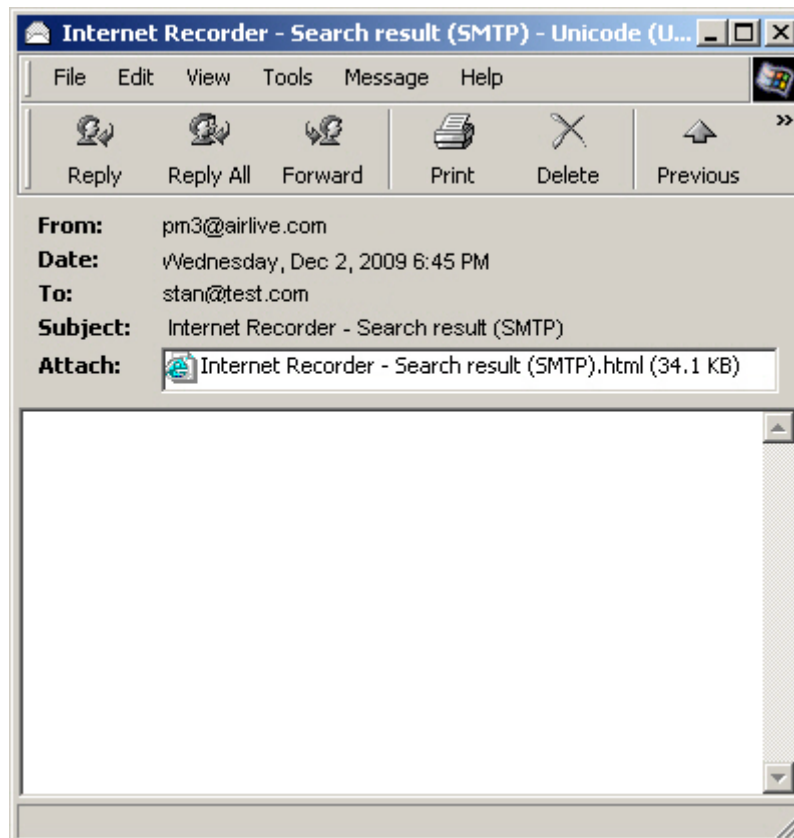 Internet Recorder - Search result (SMTP) - Unicode (U...
File Edit View Tools Message Help
Reply Reply All Forward Print Delete Previous »
From: pm3@airlive.com
Date: Wednesday, Dec 2, 2009 6:45 PM
To: stan@test.com
Subject: Internet Recorder - Search result (SMTP)
Attach: Internet Recorder - Search result (SMTP).html (34.1 KB)